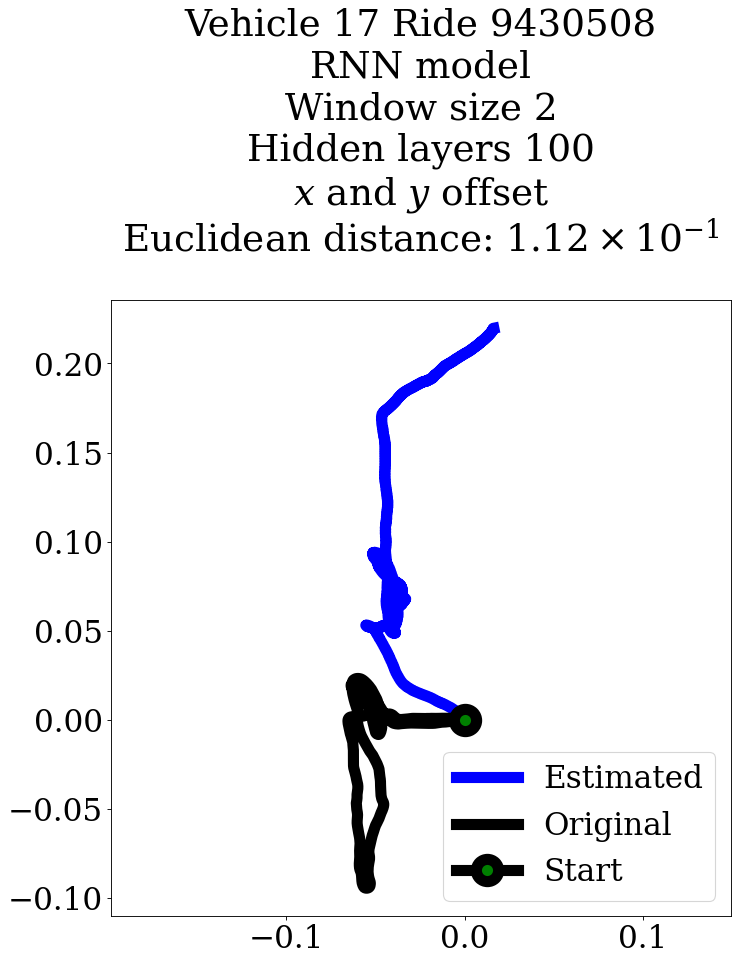 Vehicle 17 Ride 9430508
RNN model
Window size 2
Hidden layers 100
x and y offset
Euclidean distance: 1.12 × 10⁻¹
0.20
0.15
0.10
0.05
0.00
−0.05
−0.10
−0.1 0.0 0.1
Estimated
Original
Start